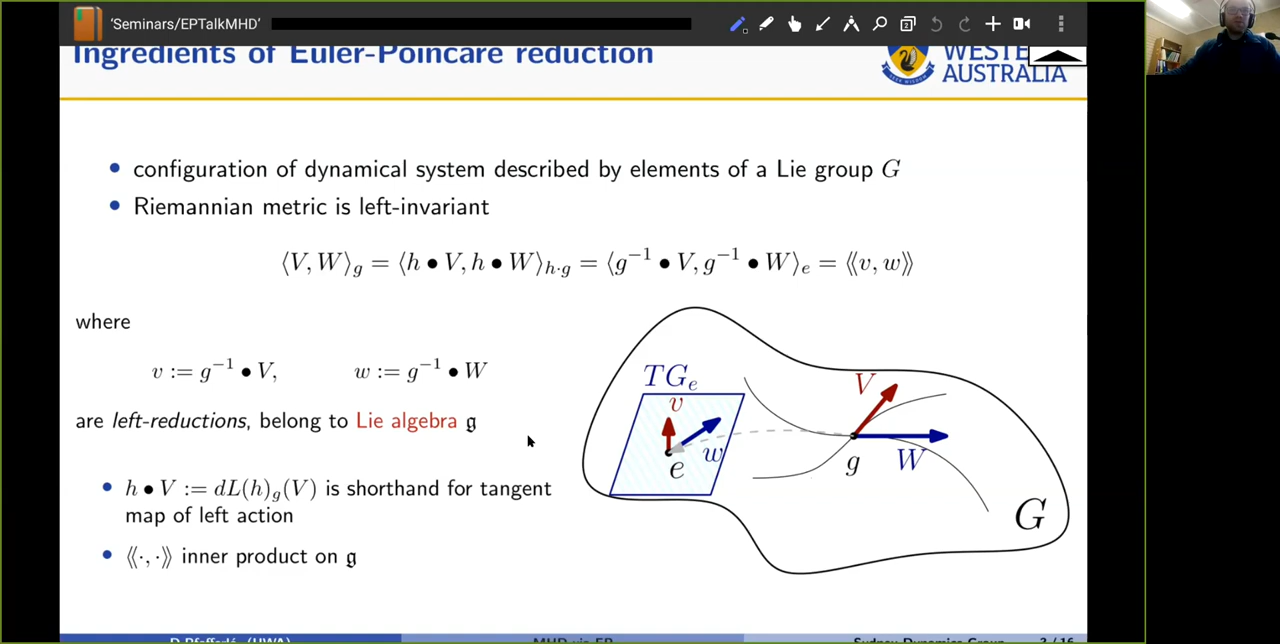 'Seminars/EPTalkMHD'
Ingredients of Euler-Poincare reduction
WESTE
AUSTRALIA
• configuration of dynamical system described by elements of a Lie group G
• Riemannian metric is left-invariant
⟨V, W⟩_g = ⟨h • V, h • W⟩_{h·g} = ⟨g⁻¹ • V, g⁻¹ • W⟩_e = ⟨⟨v, w⟩⟩
where
v := g⁻¹ • V, w := g⁻¹ • W
are left-reductions, belong to Lie algebra 𝔤
• h • V := dL(h)_g(V) is shorthand for tangent
map of left action
• ⟨⟨·, ·⟩⟩ inner product on 𝔤
TG_e
v
w
e
V
g
W
G
D Pfefferlé (UWA)
MHD via EP
Sydney Dynamics Group
3 / 16